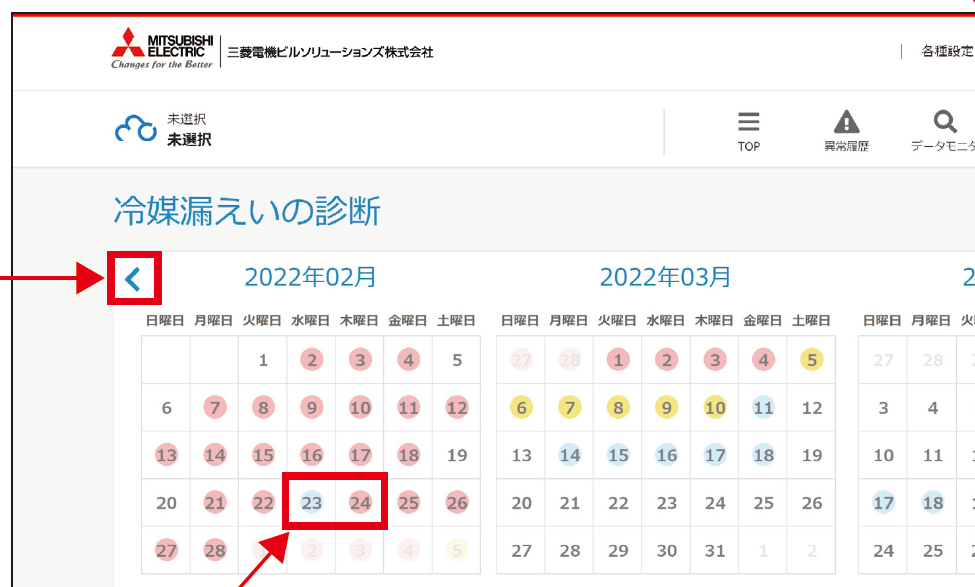 MITSUBISHI
ELECTRIC
Changes for the Better
三菱電機ビルソリューションズ株式会社
各種設定
未選択
未選択
TOP
異常履歴
データモニタ
冷媒漏えいの診断
2022年02月
2022年03月
2
日曜日 月曜日 火曜日 水曜日 木曜日 金曜日 土曜日
日曜日 月曜日 火曜日 水曜日 木曜日 金曜日 土曜日
日曜日 月曜日 火
1 2 3 4 5
27 28 1 2 3 4 5
27 28
6 7 8 9 10 11 12
6 7 8 9 10 11 12
3 4
13 14 15 16 17 18 19
13 14 15 16 17 18 19
10 11
20 21 22 23 24 25 26
20 21 22 23 24 25 26
17 18
27 28 1 2 3 4 5
27 28 29 30 31 1 2
24 25